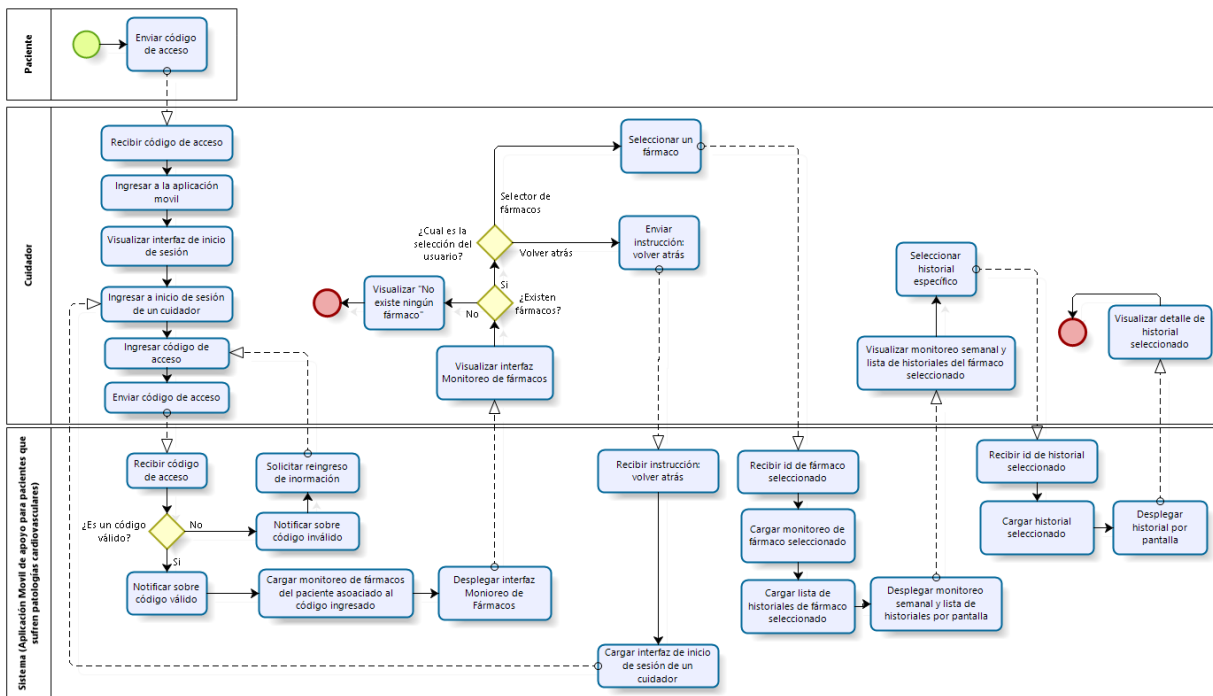 Paciente
Enviar código
de acceso
Cuidador
Recibir código de acceso
Ingresar a la aplicación
movil
Visualizar interfaz de inicio
de sesión
Ingresar a inicio de sesión
de un cuidador
Ingresar código de
acceso
Enviar código de acceso
Seleccionar un
fármaco
Selector de
fármacos
¿Cual es la
selección del
usuario?
Volver atrás
Enviar
instrucción:
volver atrás
Si
¿Existen
fármacos?
No
Visualizar "No
existe ningún
fármaco"
Visualizar interfaz
Monitoreo de fármacos
Seleccionar
historial
específico
Visualizar monitoreo semanal y
lista de historiales del fármaco
seleccionado
Visualizar detalle de
historial
seleccionado
Sistema (Aplicación Movil de apoyo para pacientes que
sufren patologías cardiovasculares)
Recibir código
de acceso
¿Es un código
válido?
No
Si
Solicitar reingreso
de inormación
Notificar sobre
código inválido
Notificar sobre
código válido
Cargar monitoreo de fármacos
del paciente asoaciado al
código ingresado
Desplegar interfaz
Monioreo de
Fármacos
Recibir instrucción:
volver atrás
Cargar interfaz de inicio
de sesión de un
cuidador
Recibir id de fármaco
seleccionado
Cargar monitoreo de
fármaco seleccionado
Cargar lista de
historiales de fármaco
seleccionado
Desplegar monitoreo
semanal y lista de
historiales por pantalla
Recibir id de historial
seleccionado
Cargar historial
seleccionado
Desplegar
historial por
pantalla